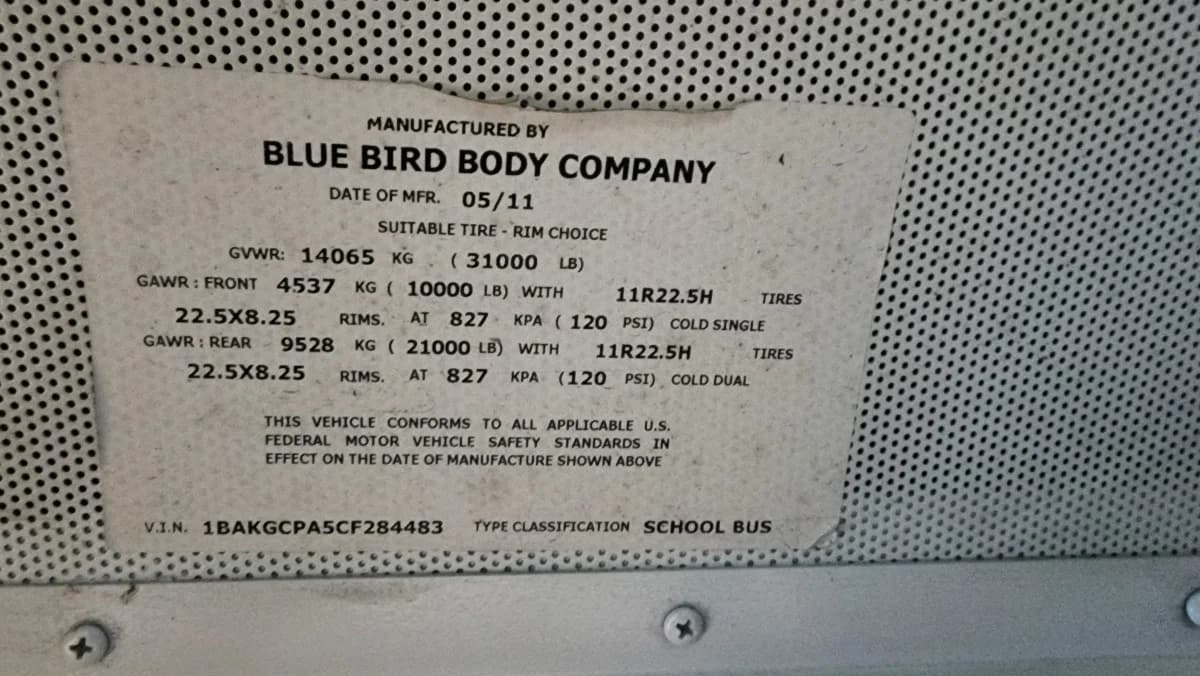 MANUFACTURED BY
BLUE BIRD BODY COMPANY
DATE OF MFR. 05/11
SUITABLE TIRE - RIM CHOICE
GVWR: 14065 KG ( 31000 LB)
GAWR : FRONT 4537 KG ( 10000 LB) WITH 11R22.5H TIRES
22.5X8.25 RIMS. AT 827 KPA ( 120 PSI) COLD SINGLE
GAWR : REAR 9528 KG ( 21000 LB) WITH 11R22.5H TIRES
22.5X8.25 RIMS. AT 827 KPA (120 PSI) COLD DUAL
THIS VEHICLE CONFORMS TO ALL APPLICABLE U.S.
FEDERAL MOTOR VEHICLE SAFETY STANDARDS IN
EFFECT ON THE DATE OF MANUFACTURE SHOWN ABOVE
V.I.N. 1BAKGCPA5CF284483 TYPE CLASSIFICATION SCHOOL BUS